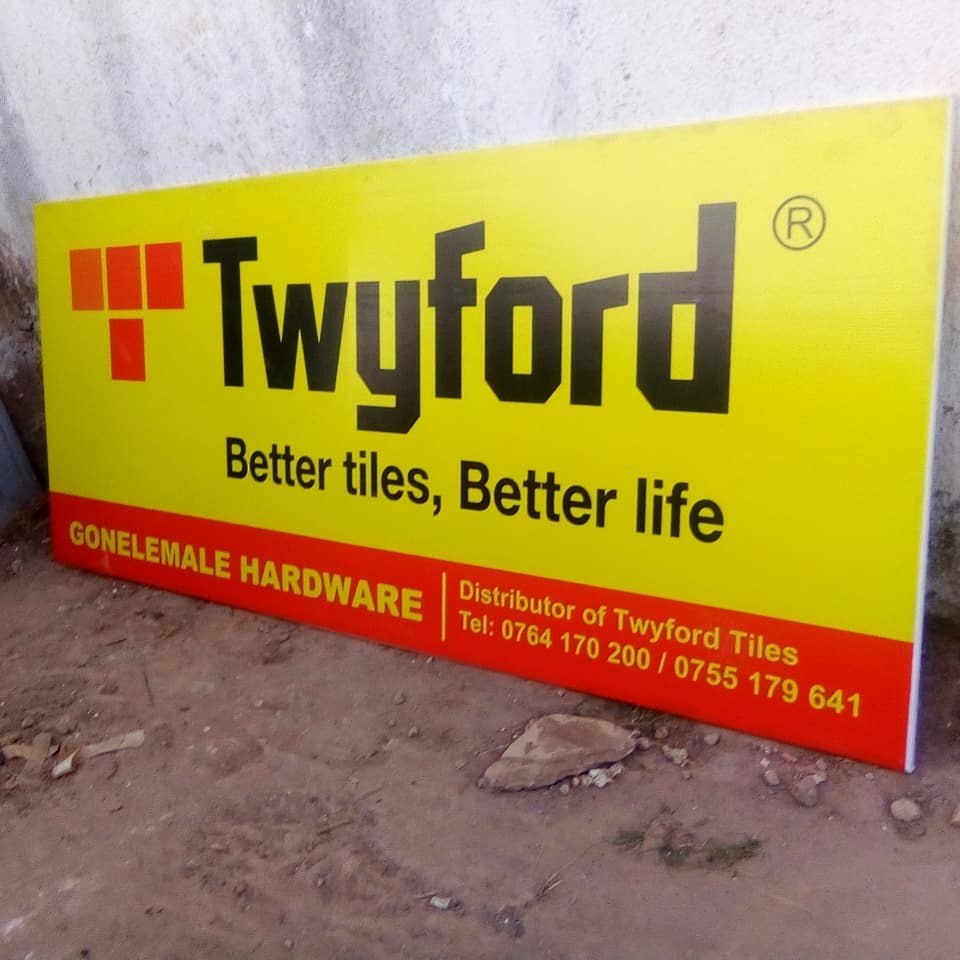 Twyford ®
Better tiles, Better life
GONELEMALE HARDWARE
Distributor of Twyford Tiles
Tel: 0764 170 200 / 0755 179 641